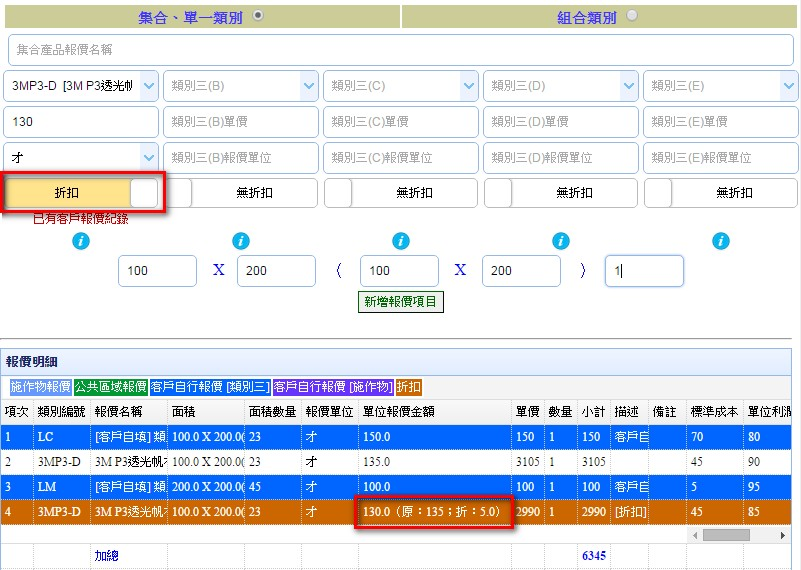 集合、單一類別 組合類別
集合產品報價名稱
3MP3-D [3M P3透光帆 類別三(B) 類別三(C) 類別三(D) 類別三(E)
130 類別三(B)單價 類別三(C)單價 類別三(D)單價 類別三(E)單價
才 類別三(B)報價單位 類別三(C)報價單位 類別三(D)報價單位 類別三(E)報價單位
折扣 無折扣 無折扣 無折扣 無折扣
已有客戶報價紀錄
i i i i i
100 X 200 ( 100 X 200 ) 1
新增報價項目
報價明細
施作物報價 公共區域報價 客戶自行報價 [類別三] 客戶自行報價 [施作物] 折扣
項次 類別編號 報價名稱 面積 面積數量 報價單位 單位報價金額 單價 數量 小計 描述 備註 標準成本 單位利潤
1 LC [客戶自填] 類 100.0 X 200.0( 23 才 150.0 150 1 150 客戶自 70 80
2 3MP3-D 3M P3透光帆 100.0 X 200.0( 23 才 135.0 3105 1 3105 45 90
3 LM [客戶自填] 類 200.0 X 200.0( 45 才 100.0 100 1 100 客戶自 5 95
4 3MP3-D 3M P3透光帆 100.0 X 200.0( 23 才 130.0 (原：135；折：5.0) 2990 1 2990 [折扣] 45 85
加總 6345